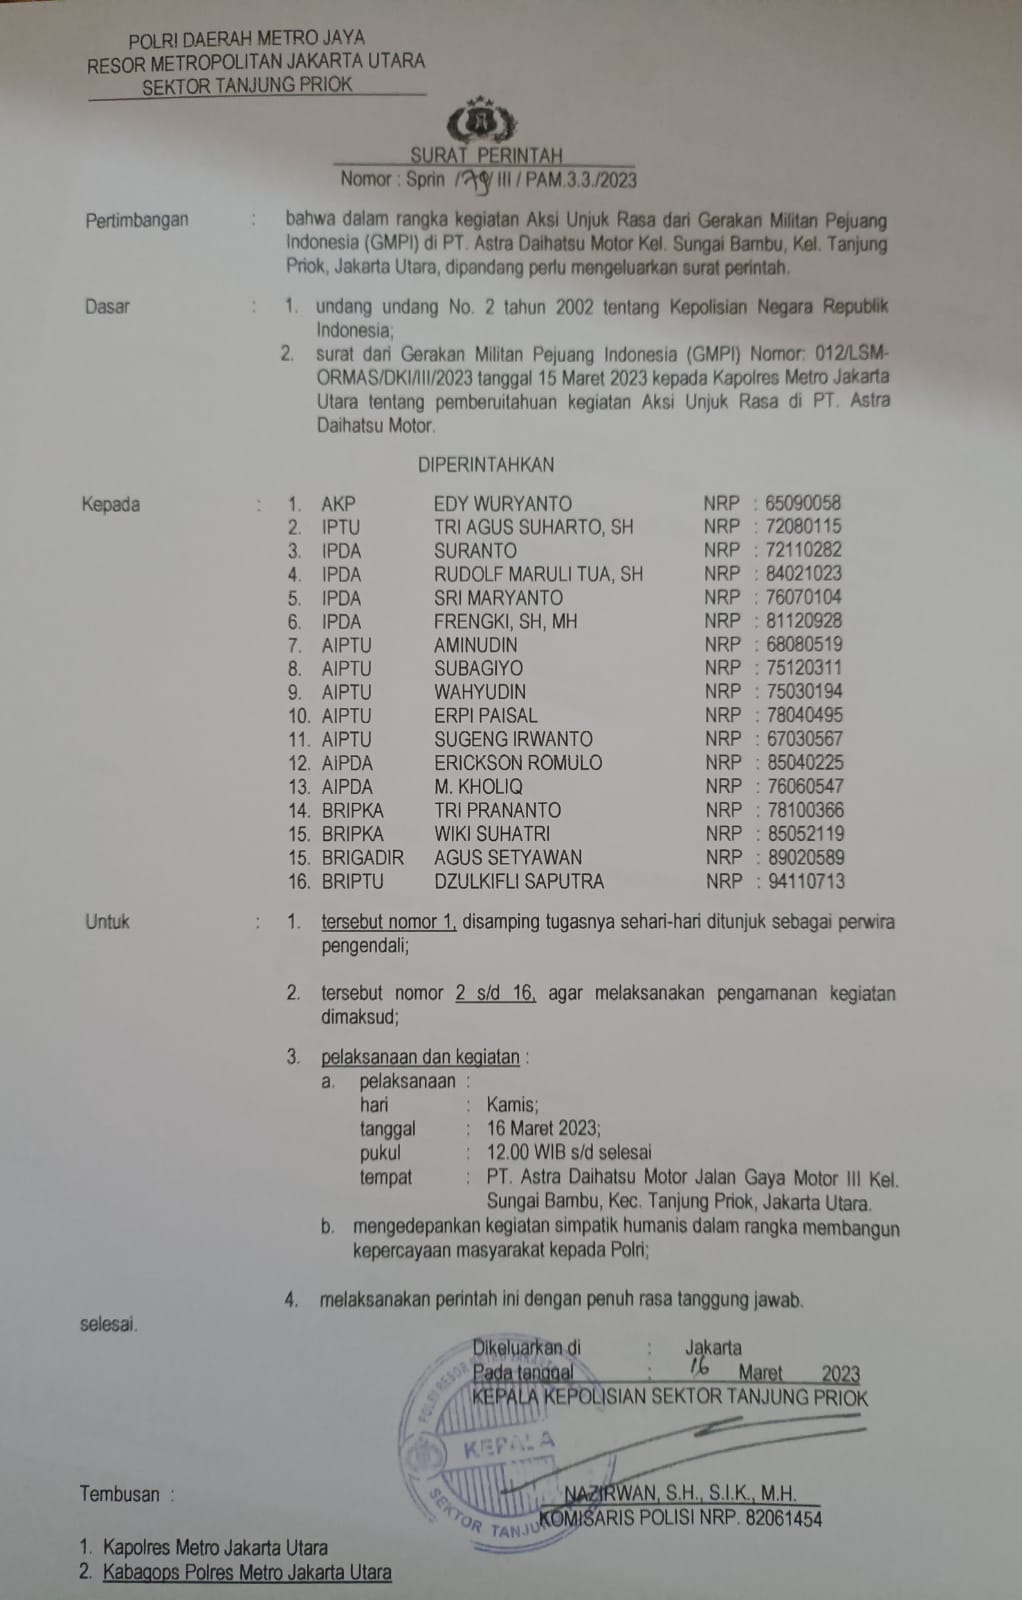 POLRI DAERAH METRO JAYA
RESOR METROPOLITAN JAKARTA UTARA
SEKTOR TANJUNG PRIOK
SURAT PERINTAH
Nomor : Sprin /79/ III / PAM.3.3./2023
Pertimbangan : bahwa dalam rangka kegiatan Aksi Unjuk Rasa dari Gerakan Militan Pejuang
Indonesia (GMPI) di PT. Astra Daihatsu Motor Kel. Sungai Bambu, Kel. Tanjung
Priok, Jakarta Utara, dipandang perlu mengeluarkan surat perintah.
Dasar : 1. undang undang No. 2 tahun 2002 tentang Kepolisian Negara Republik
Indonesia;
2. surat dari Gerakan Militan Pejuang Indonesia (GMPI) Nomor: 012/LSM-
ORMAS/DKI/III/2023 tanggal 15 Maret 2023 kepada Kapolres Metro Jakarta
Utara tentang pemberuitahuan kegiatan Aksi Unjuk Rasa di PT. Astra
Daihatsu Motor.
DIPERINTAHKAN
Kepada : 1. AKP EDY WURYANTO NRP : 65090058
2. IPTU TRI AGUS SUHARTO, SH NRP : 72080115
3. IPDA SURANTO NRP : 72110282
4. IPDA RUDOLF MARULI TUA, SH NRP : 84021023
5. IPDA SRI MARYANTO NRP : 76070104
6. IPDA FRENGKI, SH, MH NRP : 81120928
7. AIPTU AMINUDIN NRP : 68080519
8. AIPTU SUBAGIYO NRP : 75120311
9. AIPTU WAHYUDIN NRP : 75030194
10. AIPTU ERPI PAISAL NRP : 78040495
11. AIPTU SUGENG IRWANTO NRP : 67030567
12. AIPDA ERICKSON ROMULO NRP : 85040225
13. AIPDA M. KHOLIQ NRP : 76060547
14. BRIPKA TRI PRANANTO NRP : 78100366
15. BRIPKA WIKI SUHATRI NRP : 85052119
15. BRIGADIR AGUS SETYAWAN NRP : 89020589
16. BRIPTU DZULKIFLI SAPUTRA NRP : 94110713
Untuk : 1. tersebut nomor 1, disamping tugasnya sehari-hari ditunjuk sebagai perwira
pengendali;
2. tersebut nomor 2 s/d 16, agar melaksanakan pengamanan kegiatan
dimaksud;
3. pelaksanaan dan kegiatan :
a. pelaksanaan :
hari : Kamis;
tanggal : 16 Maret 2023;
pukul : 12.00 WIB s/d selesai
tempat : PT. Astra Daihatsu Motor Jalan Gaya Motor III Kel.
Sungai Bambu, Kec. Tanjung Priok, Jakarta Utara.
b. mengedepankan kegiatan simpatik humanis dalam rangka membangun
kepercayaan masyarakat kepada Polri;
4. melaksanakan perintah ini dengan penuh rasa tanggung jawab.
selesai.
Dikeluarkan di : Jakarta
Pada tanggal : 16 Maret 2023
KEPALA KEPOLISIAN SEKTOR TANJUNG PRIOK
KEPALA
NAZIRWAN, S.H., S.I.K., M.H.
KOMISARIS POLISI NRP. 82061454
Tembusan :
1. Kapolres Metro Jakarta Utara
2. Kabagops Polres Metro Jakarta Utara